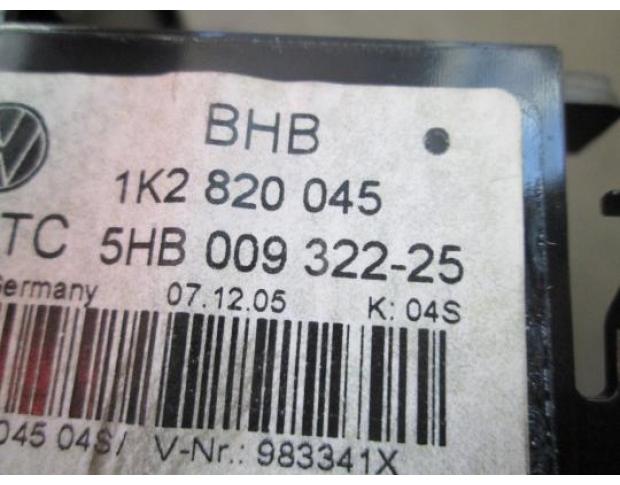 BHB
1K2 820 045
TC 5HB 009 322-25
Germany 07.12.05 K: 04S
045 04S/ V-Nr.: 983341X